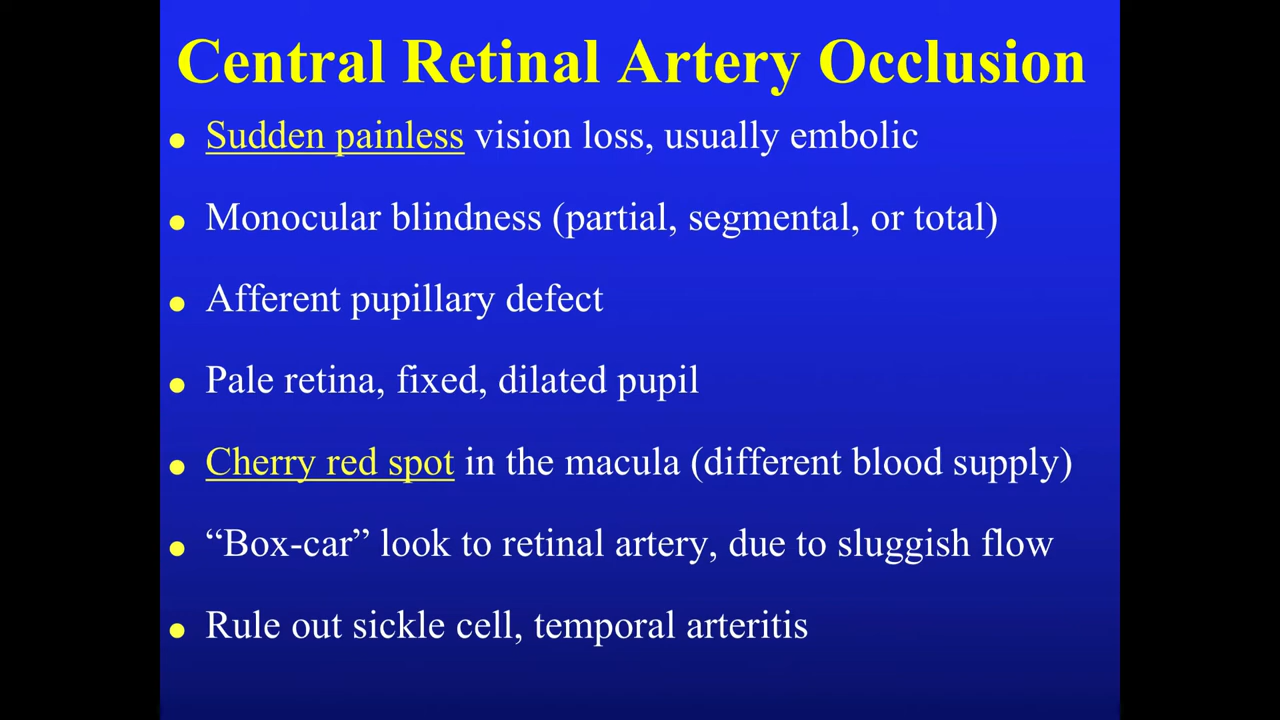 Central Retinal Artery Occlusion
• Sudden painless vision loss, usually embolic
• Monocular blindness (partial, segmental, or total)
• Afferent pupillary defect
• Pale retina, fixed, dilated pupil
• Cherry red spot in the macula (different blood supply)
• “Box-car” look to retinal artery, due to sluggish flow
• Rule out sickle cell, temporal arteritis